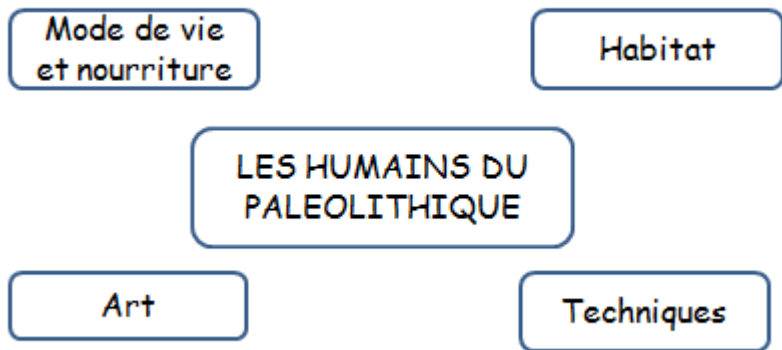 Mode de vie
et nourriture
Habitat
LES HUMAINS DU
PALEOLITHIQUE
Art
Techniques